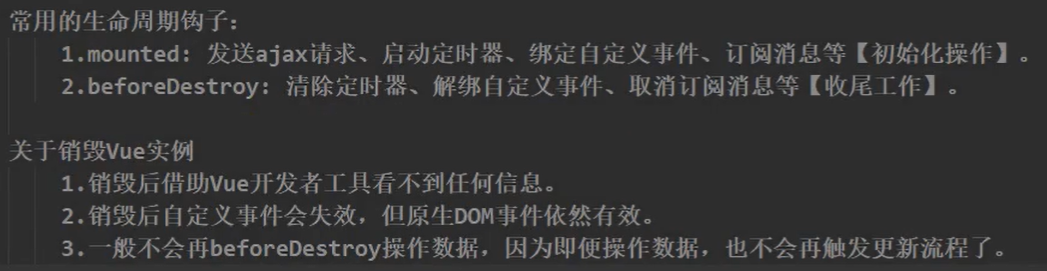 常用的生命周期钩子：
1.mounted: 发送ajax请求、启动定时器、绑定自定义事件、订阅消息等【初始化操作】。
2.beforeDestroy: 清除定时器、解绑自定义事件、取消订阅消息等【收尾工作】。
关于销毁Vue实例
1.销毁后借助Vue开发者工具看不到任何信息。
2.销毁后自定义事件会失效，但原生DOM事件依然有效。
3.一般不会再beforeDestroy操作数据，因为即便操作数据，也不会再触发更新流程了。